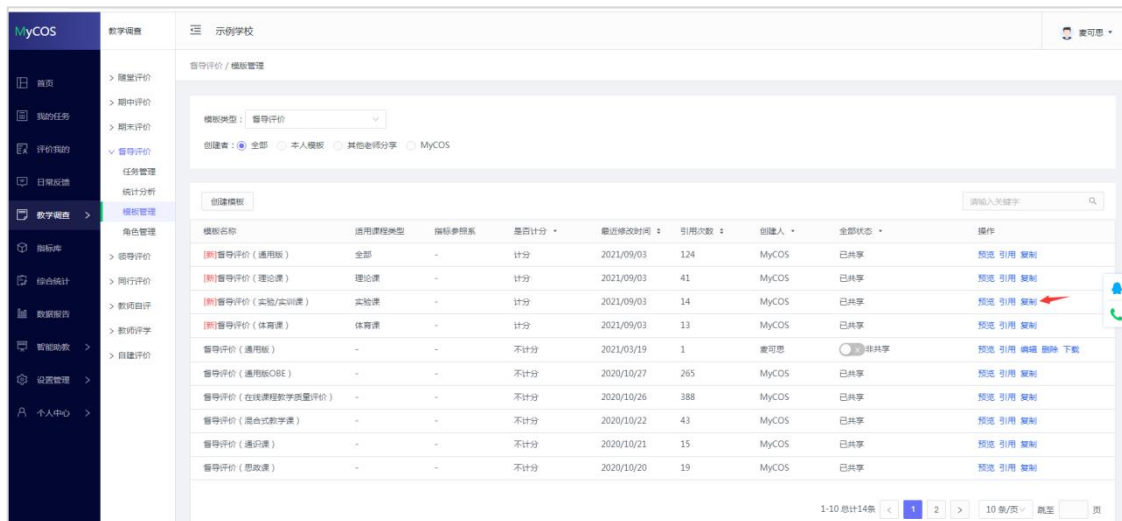 MyCOS
教学调查
示例学校
麦可思
督导评价 / 模板管理
首页
我的任务
评价我的
日常反馈
教学调查
指标库
综合统计
数据报告
智能助教
设置管理
个人中心
随堂评价
期中评价
期末评价
督导评价
任务管理
统计分析
模板管理
角色管理
领导评价
同行评价
教师自评
教师评学
自建评价
模板类型： 督导评价
创建者： 全部 本人模板 其他老师分享 MyCOS
创建模板 请输入关键字
模板名称 适用课程类型 指标参照系 是否计分 最近修改时间 引用次数 创建人 全部状态 操作
[新]督导评价（通用版） 全部 - 计分 2021/09/03 124 MyCOS 已共享 预览 引用 复制
[新]督导评价（理论课） 理论课 - 计分 2021/09/03 41 MyCOS 已共享 预览 引用 复制
[新]督导评价（实验/实训课） 实验课 - 计分 2021/09/03 14 MyCOS 已共享 预览 引用 复制
[新]督导评价（体育课） 体育课 - 计分 2021/09/03 13 MyCOS 已共享 预览 引用 复制
督导评价（通用版） - - 不计分 2021/03/19 1 麦可思 非共享 预览 引用 编辑 删除 下载
督导评价（通用版OBE） - - 不计分 2020/10/27 265 MyCOS 已共享 预览 引用 复制
督导评价（在线课程教学质量评价） - - 不计分 2020/10/26 388 MyCOS 已共享 预览 引用 复制
督导评价（混合式教学课） - - 不计分 2020/10/22 43 MyCOS 已共享 预览 引用 复制
督导评价（通识课） - - 不计分 2020/10/21 15 MyCOS 已共享 预览 引用 复制
督导评价（思政课） - - 不计分 2020/10/20 19 MyCOS 已共享 预览 引用 复制
1-10 总计14条 < 1 2 > 10 条/页 跳至 页